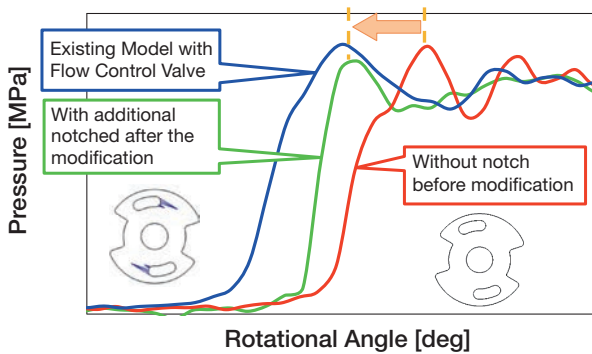 Existing Model with
Flow Control Valve
With additional
notched after the
modification
Without notch
before modification
Pressure [MPa]
Rotational Angle [deg]